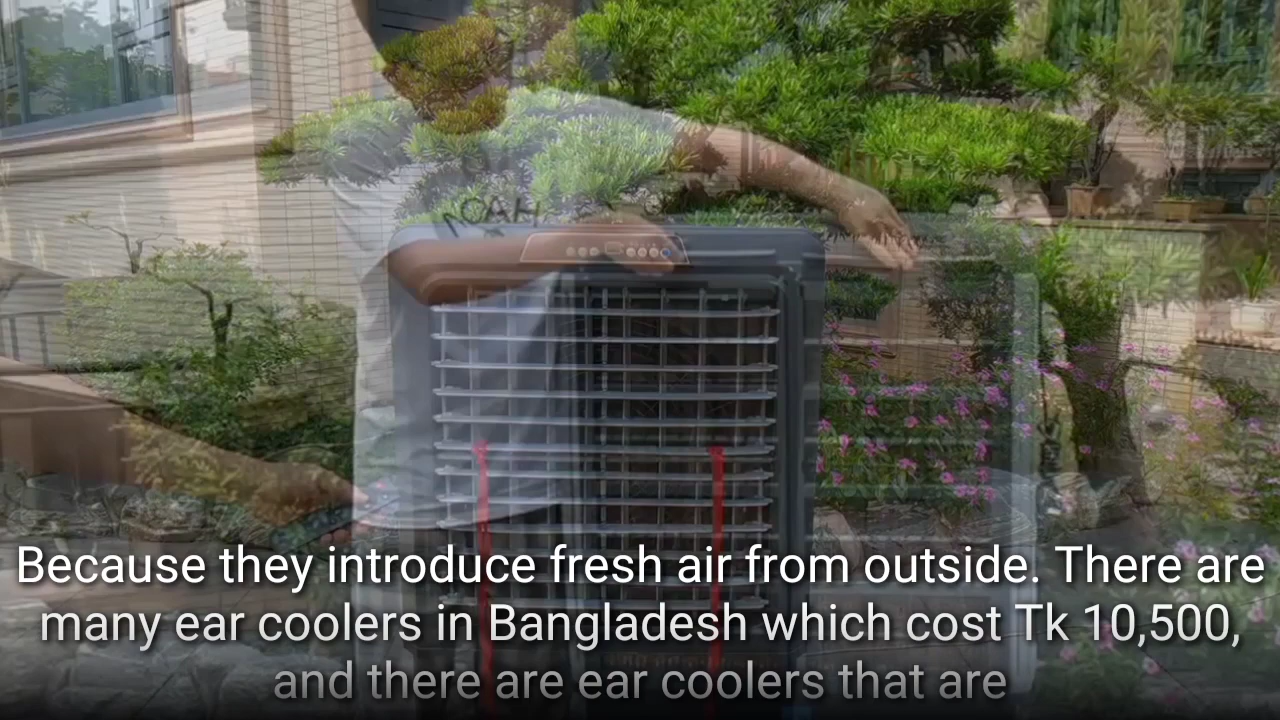 NOAH
Because they introduce fresh air from outside. There are
many ear coolers in Bangladesh which cost Tk 10,500,
and there are ear coolers that are